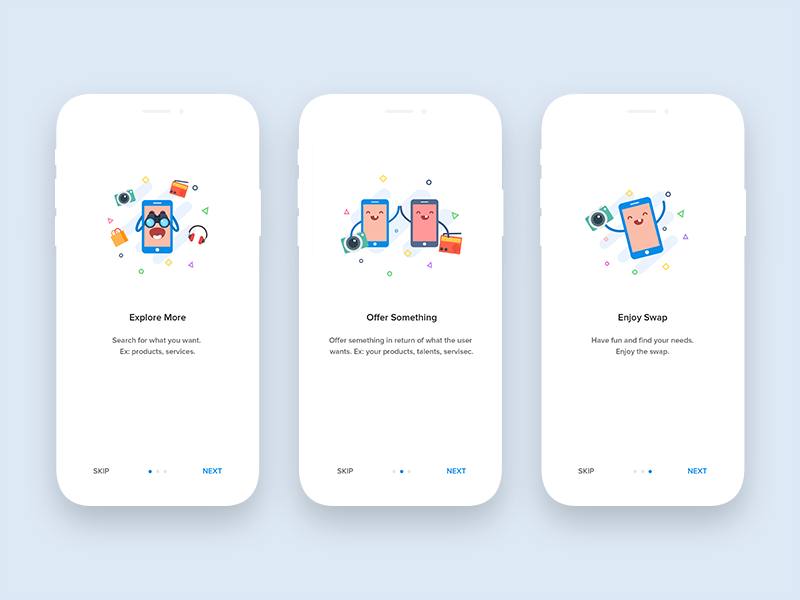 Explore More
Search for what you want.
Ex: products, services.
SKIP
NEXT
Offer Something
Offer semething in return of what the user
wants. Ex: your products, talents, servisec.
SKIP
NEXT
Enjoy Swap
Have fun and find your needs.
Enjoy the swap.
SKIP
NEXT